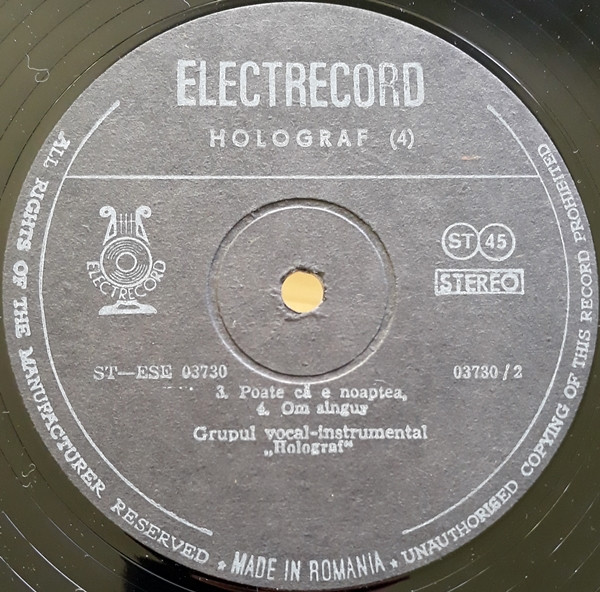 ELECTRECORD
HOLOGRAF (4)
ELECTRECORD
ST 45
STEREO
ST—ESE 03730
03730/2
3. Poate că e noaptea,
4. Om singur
Grupul vocal-instrumental
„Holograf"
ALL RIGHTS OF THE MANUFACTURER RESERVED ★ MADE IN ROMANIA ★ UNAUTHORISED COPYING OF THIS RECORD PROHIBITED